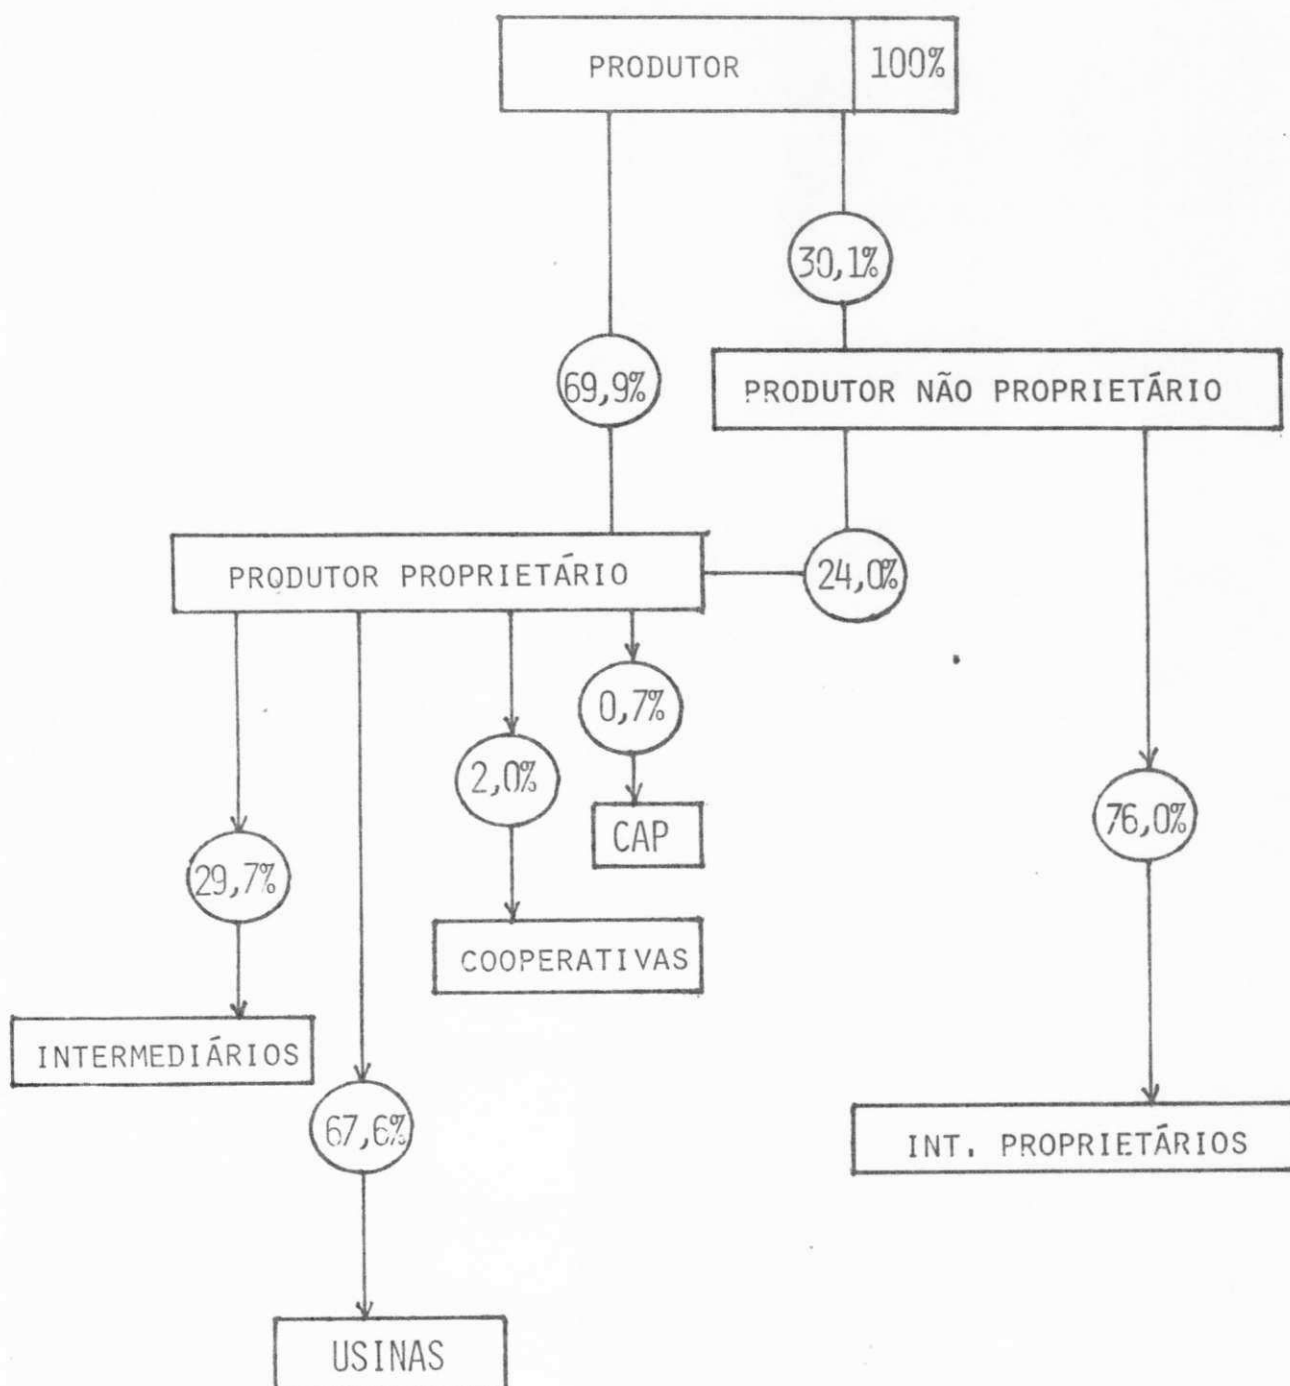 PRODUTOR 100%
30,1%
69,9%
PRODUTOR NÃO PROPRIETÁRIO
PRODUTOR PROPRIETÁRIO
24,0%
0,7%
2,0%
CAP
76,0%
29,7%
COOPERATIVAS
INTERMEDIÁRIOS
67,6%
INT. PROPRIETÁRIOS
USINAS